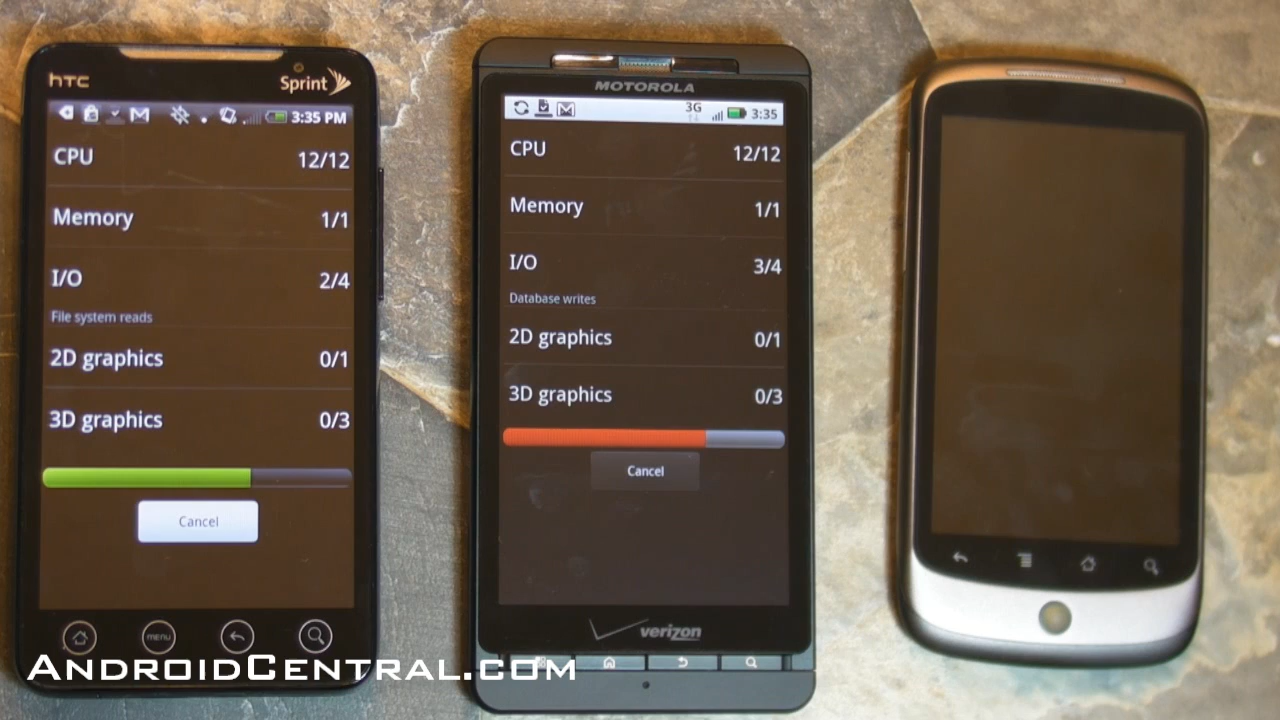 hTC
Sprint
3:35 PM
CPU 12/12
Memory 1/1
I/O 2/4
File system reads
2D graphics 0/1
3D graphics 0/3
Cancel
MENU
MOTOROLA
3G
3:35
CPU 12/12
Memory 1/1
I/O 3/4
Database writes
2D graphics 0/1
3D graphics 0/3
Cancel
verizon
ANDROIDCENTRAL.COM